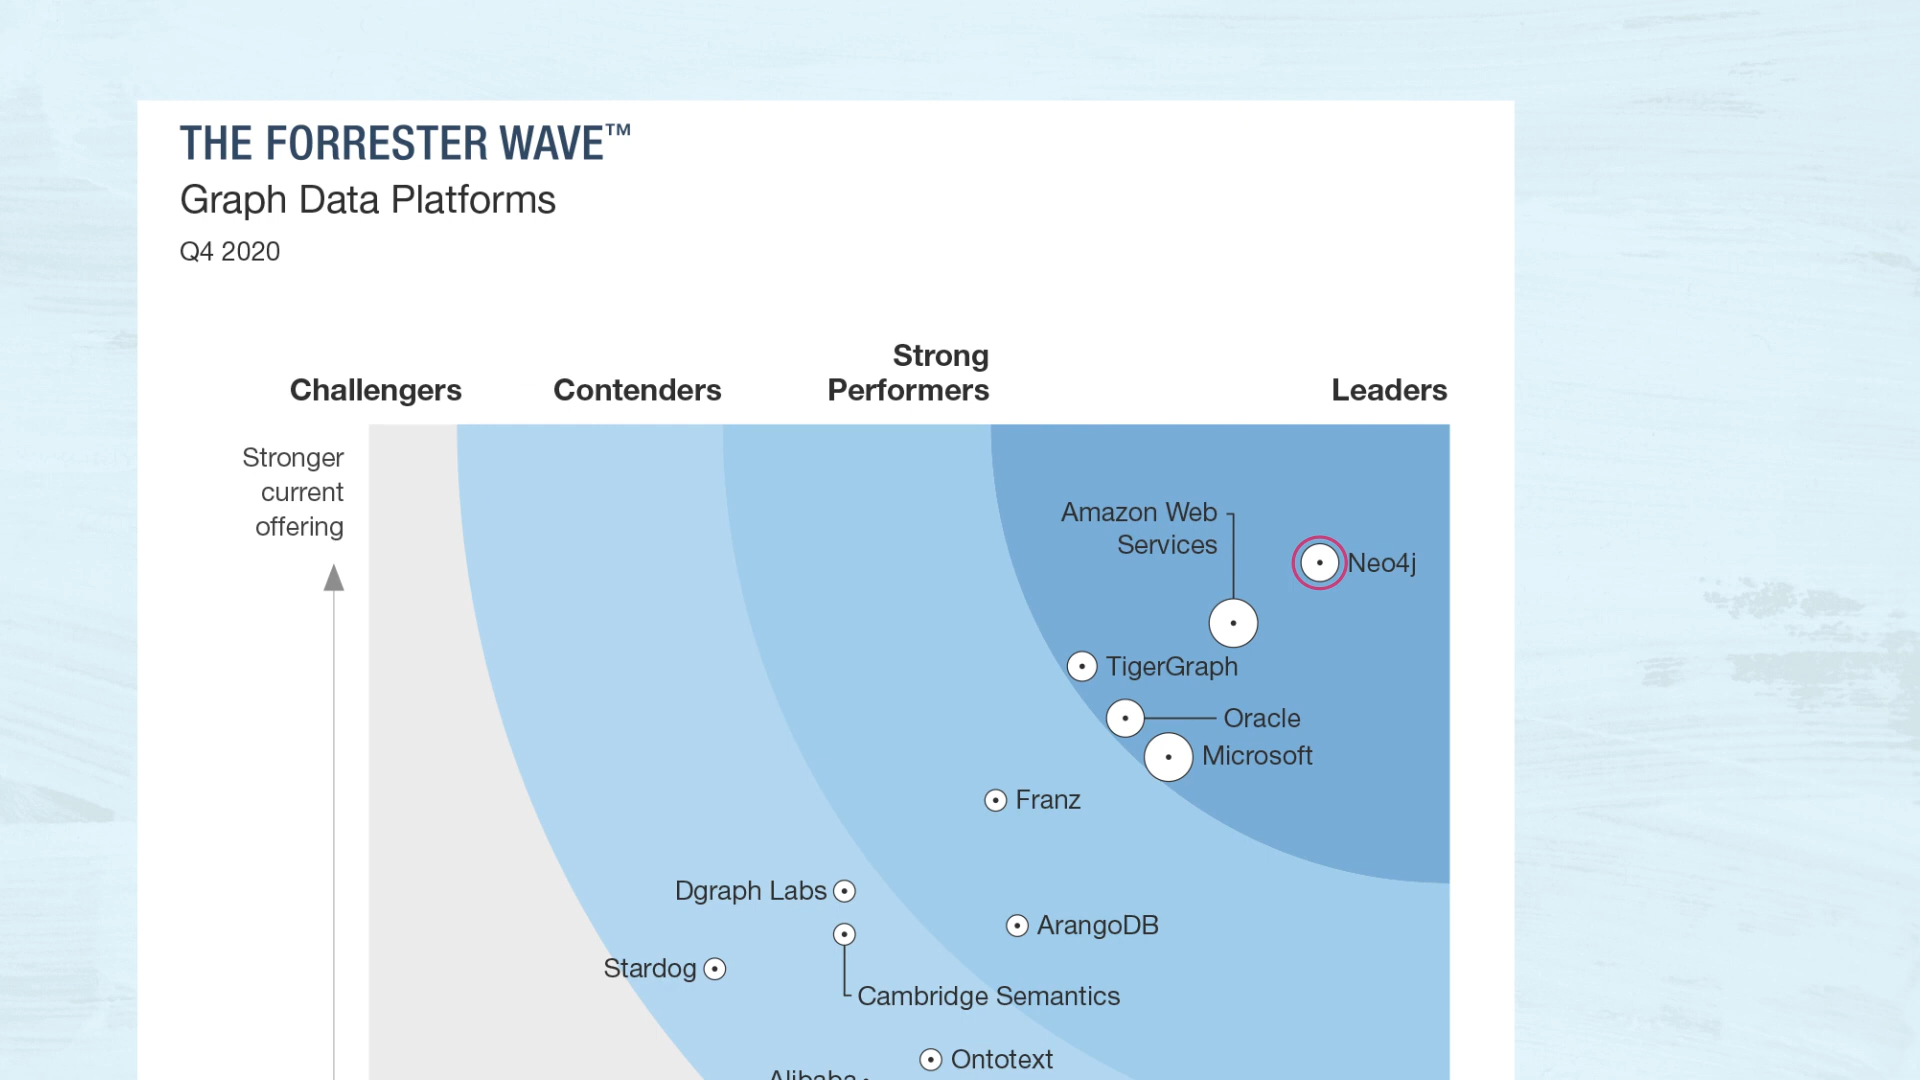 THE FORRESTER WAVE™
Graph Data Platforms
Q4 2020
Challengers
Contenders
Strong
Performers
Leaders
Stronger
current
offering
Amazon Web
Services
Neo4j
TigerGraph
Oracle
Microsoft
Franz
Dgraph Labs
ArangoDB
Stardog
Cambridge Semantics
Ontotext
Alibaba